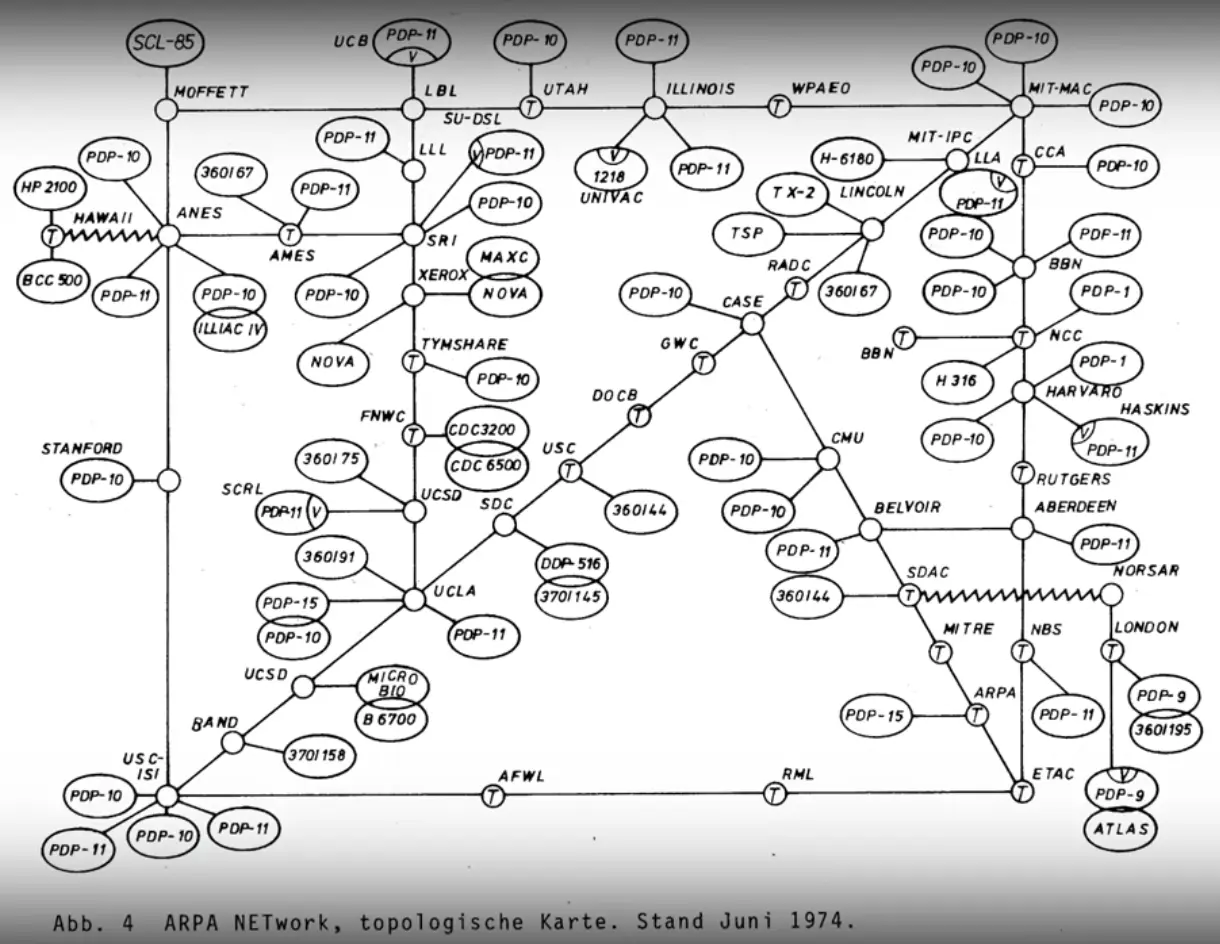 SCL-85
UCB
PDP-11
V
PDP-10
PDP-11
PDP-10
PDP-10
MOFFETT
LBL
UTAH
ILLINOIS
WPAEO
MIT-MAC
PDP-10
T
T
SU-DSL
PDP-11
LLL
V PDP-11
V
1218
UNIVAC
PDP-11
MIT-IPC
H-6180
LLA
V
PDP-11
CCA
T
PDP-10
PDP-10
360/67
PDP-11
HP 2100
HAWAII
T
BCC 500
ANES
T
AMES
SRI
PDP-10
TX-2
LINCOLN
TSP
360/67
PDP-10
PDP-11
BBN
PDP-10
PDP-11
PDP-10
ILLIAC IV
PDP-10
XEROX
MAXC
NOVA
NOVA
RADC
T
PDP-10
CASE
PDP-1
NCC
T
BBN
T
H 316
TYMSHARE
T
PDP-10
GWC
T
PDP-1
HARVARO
HASKINS
V
PDP-11
PDP-10
DOCB
T
FNWC
T
CDC3200
CDC 6500
STANFORD
PDP-10
360/75
SCRL
PDP-11 V
UCSD
USC
T
360/44
CMU
PDP-10
PDP-10
T
RUTGERS
SDC
DDP-516
370/145
BELVOIR
PDP-11
ABERDEEN
PDP-11
360/91
UCLA
PDP-15
PDP-10
PDP-11
SDAC
360/44
T
NORSAR
MITRE
T
NBS
T
PDP-11
LONDON
T
PDP-9
360/195
UCSD
MICRO
BIO
B 6700
ARPA
PDP-15
T
BAND
370/158
USC-
ISI
PDP-10
PDP-11
PDP-10
PDP-11
AFWL
T
RML
T
ETAC
T
V
PDP-9
ATLAS
Abb. 4 ARPA NETwork, topologische Karte. Stand Juni 1974.